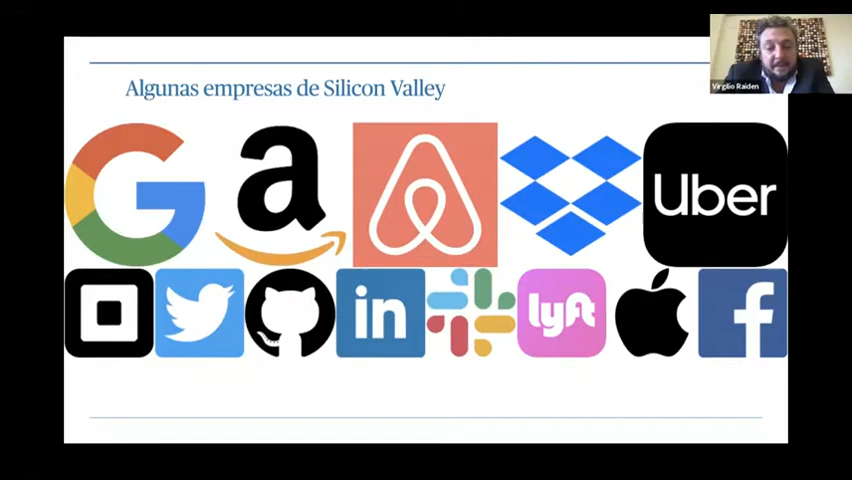 Algunas empresas de Silicon Valley
Virgilio Raiden
a
Uber
in
lyft
f